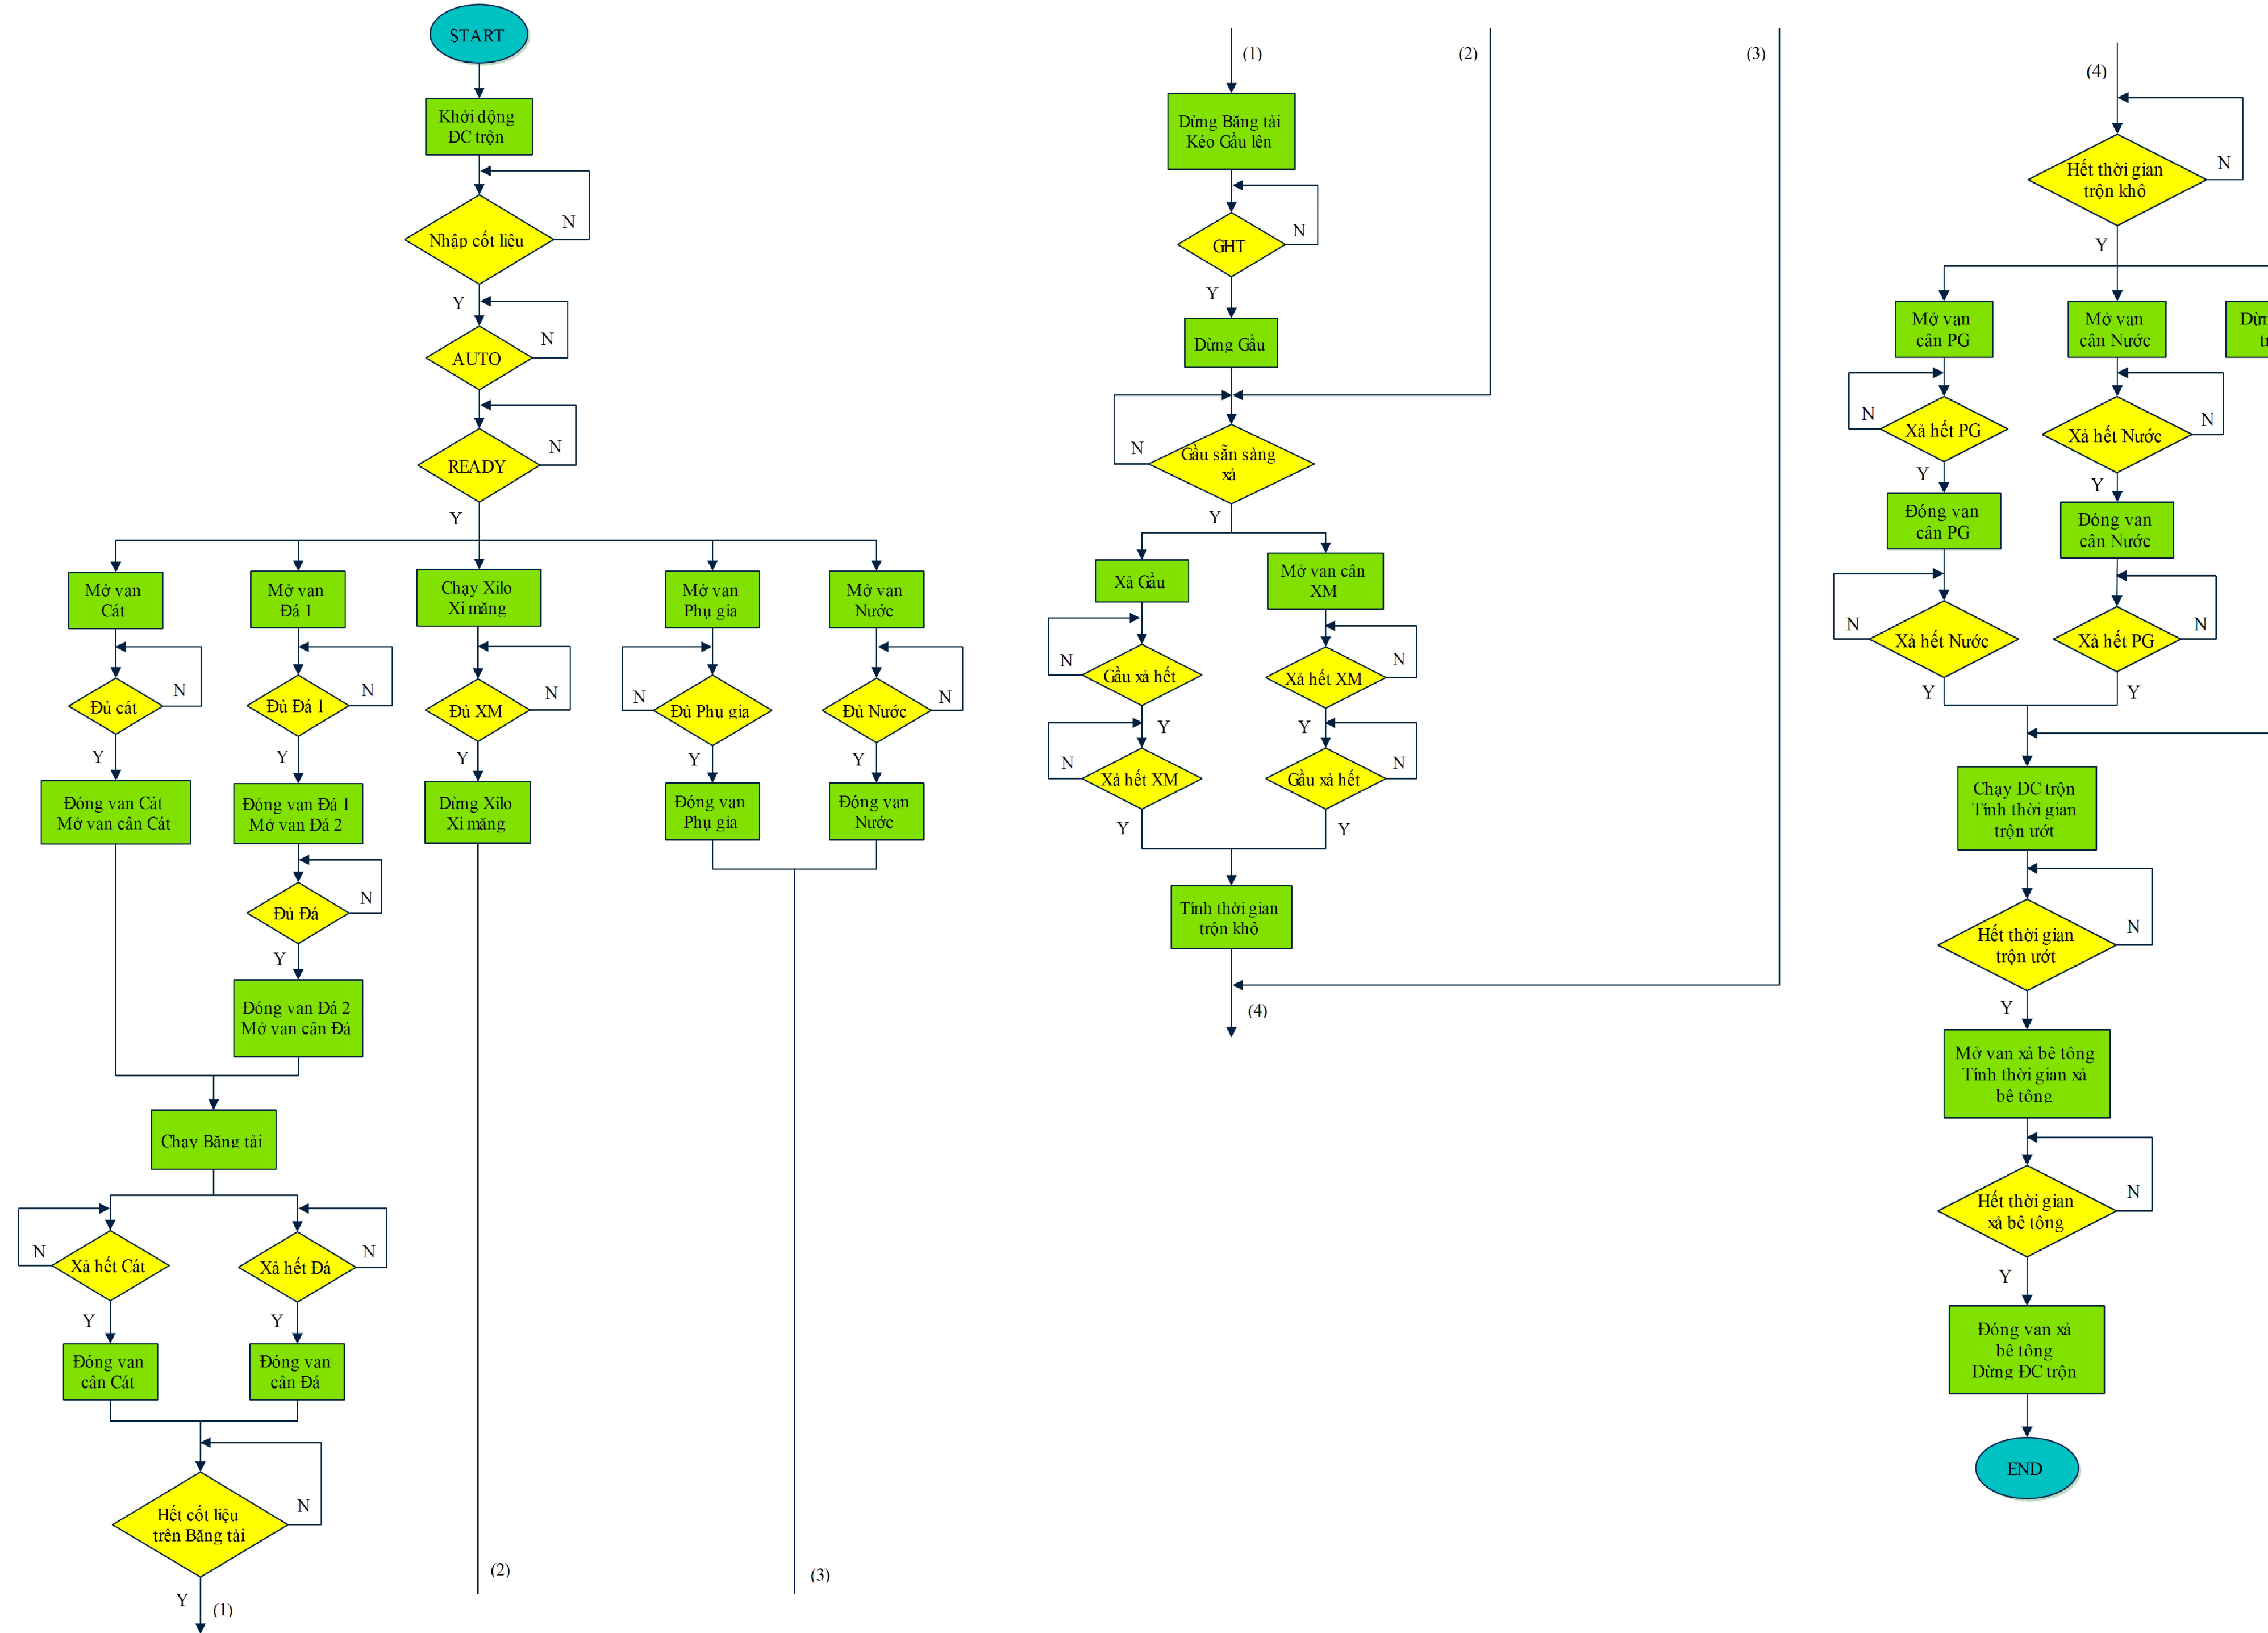 START
Khởi động
ĐC trộn
Nhập cốt liệu
N
Y
AUTO
N
READY
N
Y
Mở van
Cát
Mở van
Đá 1
Chạy Xilo
Xi măng
Mở van
Phụ gia
Mở van
Nước
Đủ cát
N
Đủ Đá 1
N
Đủ XM
N
N
Đủ Phụ gia
Đủ Nước
N
Y
Y
Y
Y
Y
Đóng van Cát
Mở van cân Cát
Đóng van Đá 1
Mở van Đá 2
Dừng Xilo
Xi măng
Đóng van
Phụ gia
Đóng van
Nước
Đủ Đá
N
Y
Đóng van Đá 2
Mở van cân Đá
Chạy Băng tải
N
Xả hết Cát
Xả hết Đá
N
Y
Y
Đóng van
cân Cát
Đóng van
cân Đá
Hết cốt liệu
trên Băng tải
N
Y
(1)
(2)
(3)
(1)
(2)
(3)
Dừng Băng tải
Kéo Gầu lên
GHT
N
Y
Dừng Gầu
N
Gầu sẵn sàng
xả
Y
Xả Gầu
Mở van cân
XM
N
Gầu xả hết
Xả hết XM
N
Y
Y
N
Xả hết XM
Gầu xả hết
N
Y
Y
Tính thời gian
trộn khô
(4)
(4)
Hết thời gian
trộn khô
N
Y
Mở van
cân PG
Mở van
cân Nước
N
Xả hết PG
Xả hết Nước
N
Y
Y
Đóng van
cân PG
Đóng van
cân Nước
N
Xả hết Nước
Xả hết PG
N
Y
Y
Chạy ĐC trộn
Tính thời gian
trộn ướt
Hết thời gian
trộn ướt
N
Y
Mở van xả bê tông
Tính thời gian xả
bê tông
Hết thời gian
xả bê tông
N
Y
Đóng van xả
bê tông
Dừng ĐC trộn
END